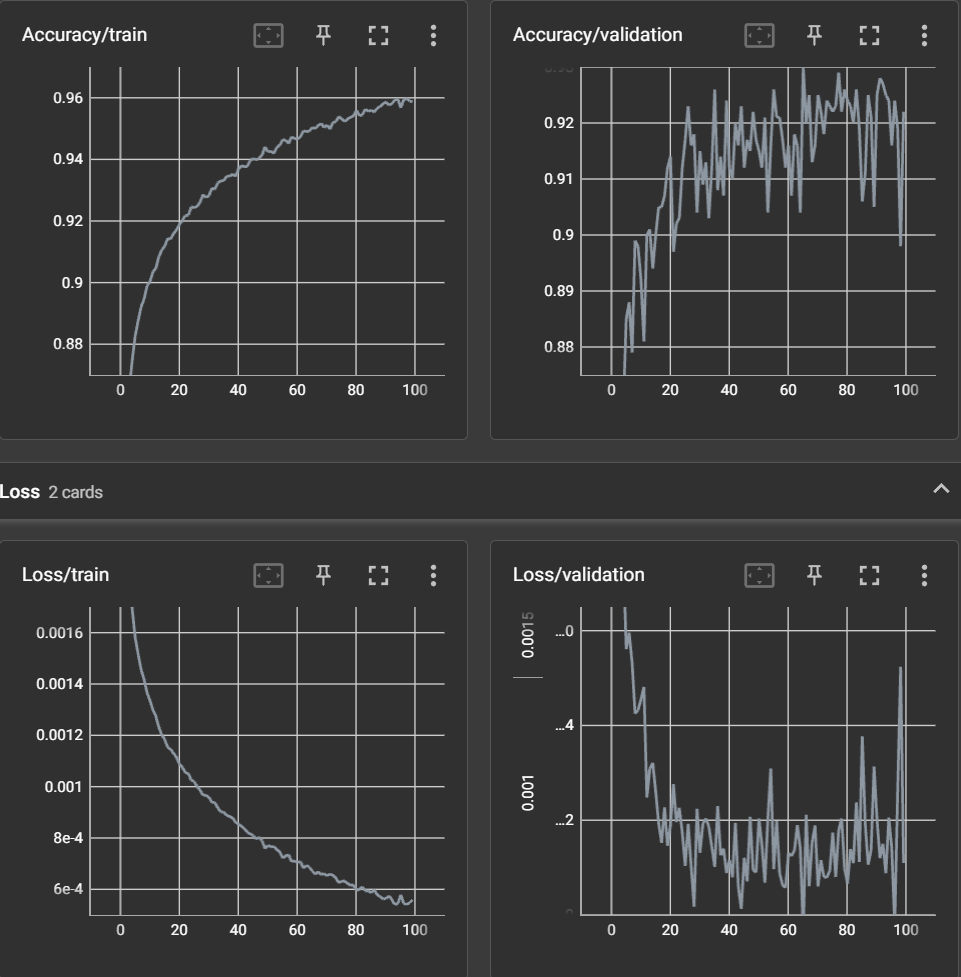 Accuracy/train
0.96
0.94
0.92
0.9
0.88
0 20 40 60 80 100
Accuracy/validation
0.92
0.91
0.9
0.89
0.88
0 20 40 60 80 100
Loss 2 cards
Loss/train
0.0016
0.0014
0.0012
0.001
8e-4
6e-4
0 20 40 60 80 100
Loss/validation
0.0015
0.001
...0
...4
...2
0 20 40 60 80 100